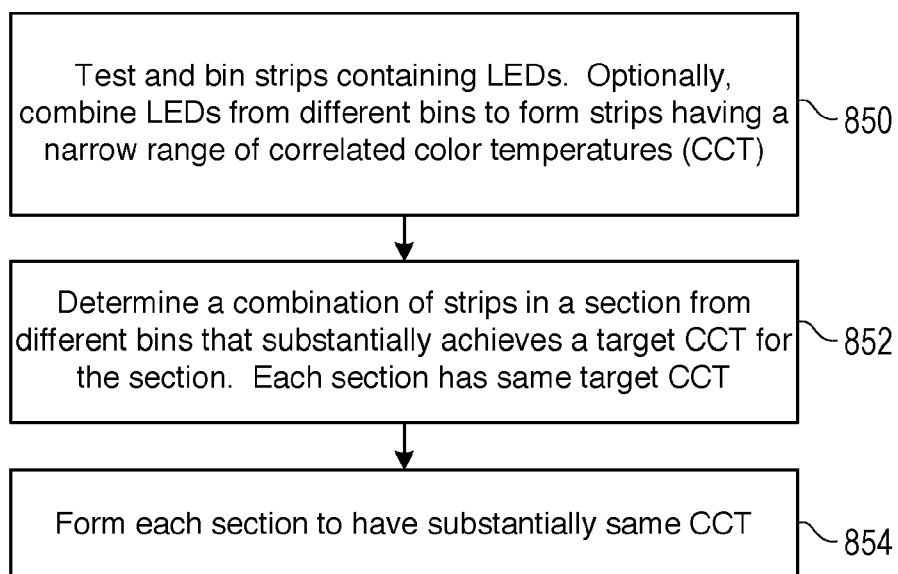 Test and bin strips containing LEDs. Optionally,
combine LEDs from different bins to form strips having a
narrow range of correlated color temperatures (CCT)
850
Determine a combination of strips in a section from
different bins that substantially achieves a target CCT for
the section. Each section has same target CCT
852
Form each section to have substantially same CCT
854